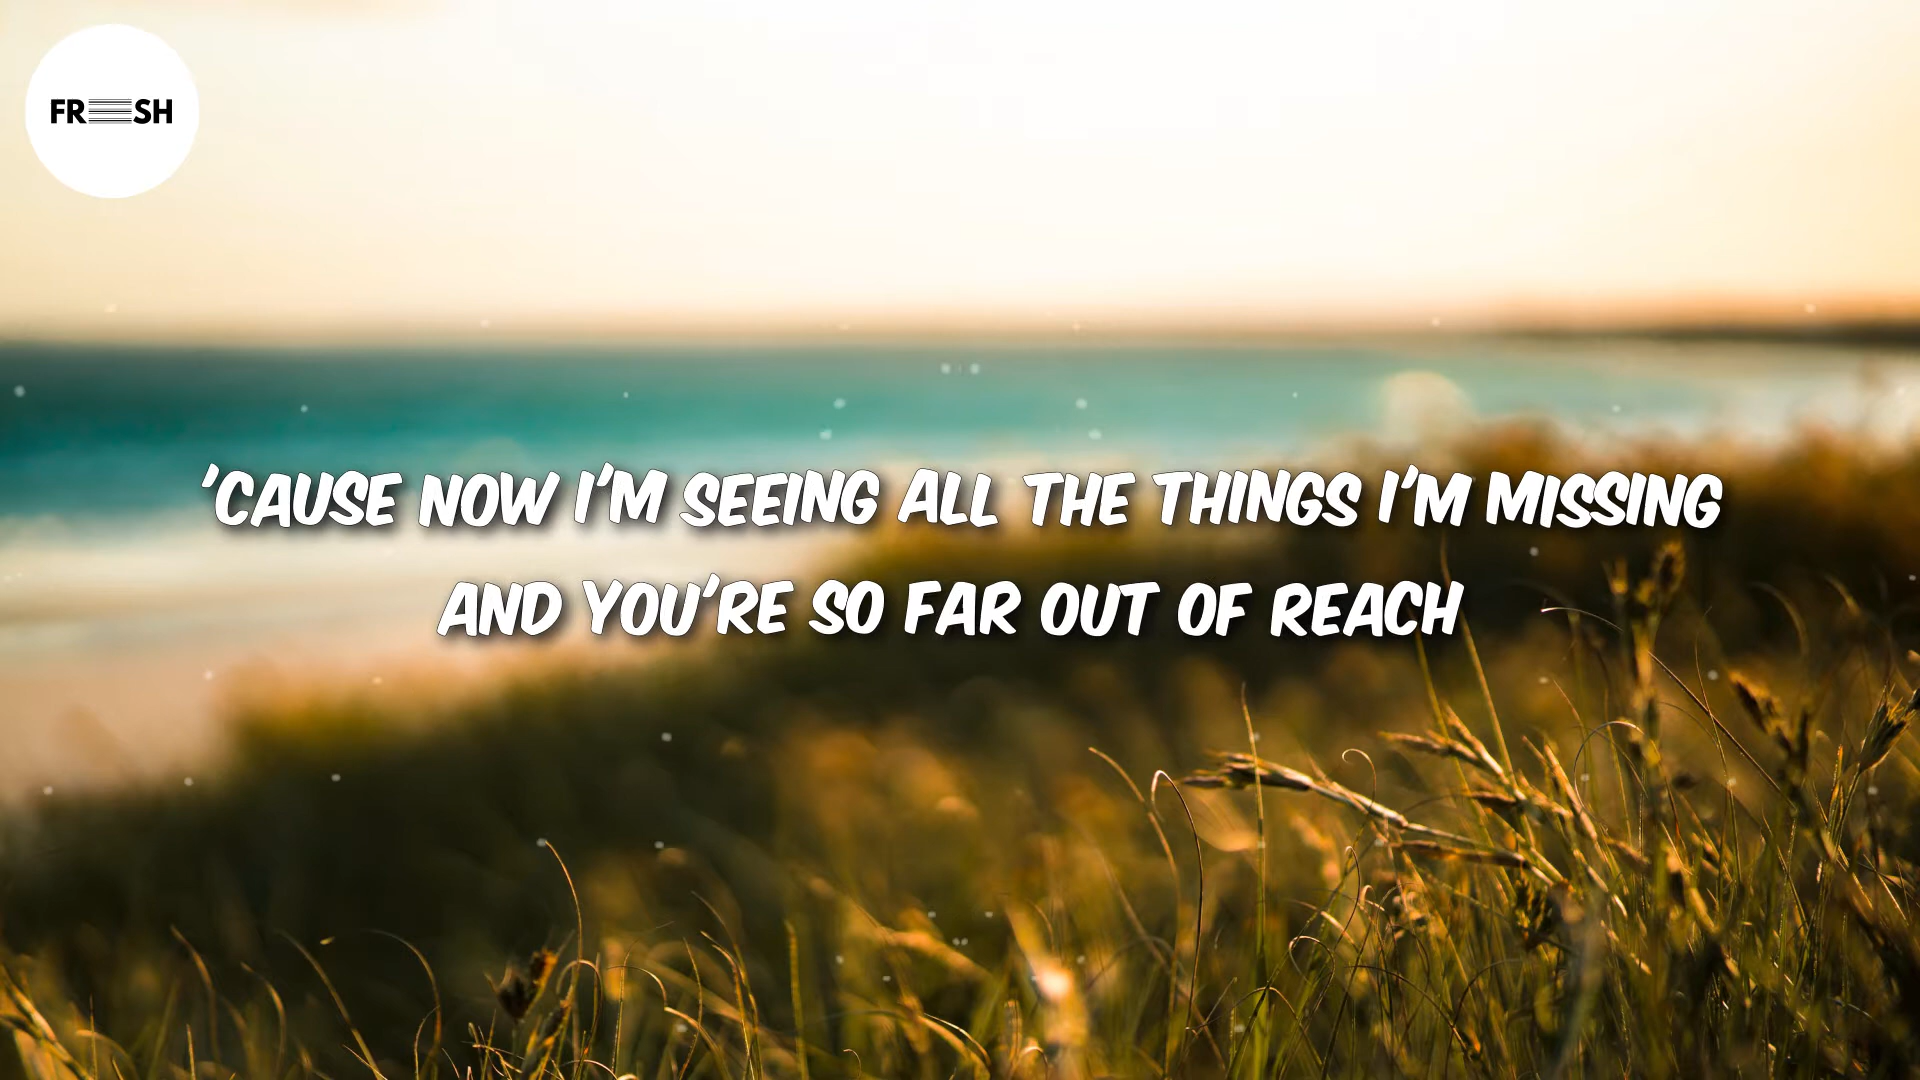 FRESH
'CAUSE NOW I'M SEEING ALL THE THINGS I'M MISSING
AND YOU'RE SO FAR OUT OF REACH